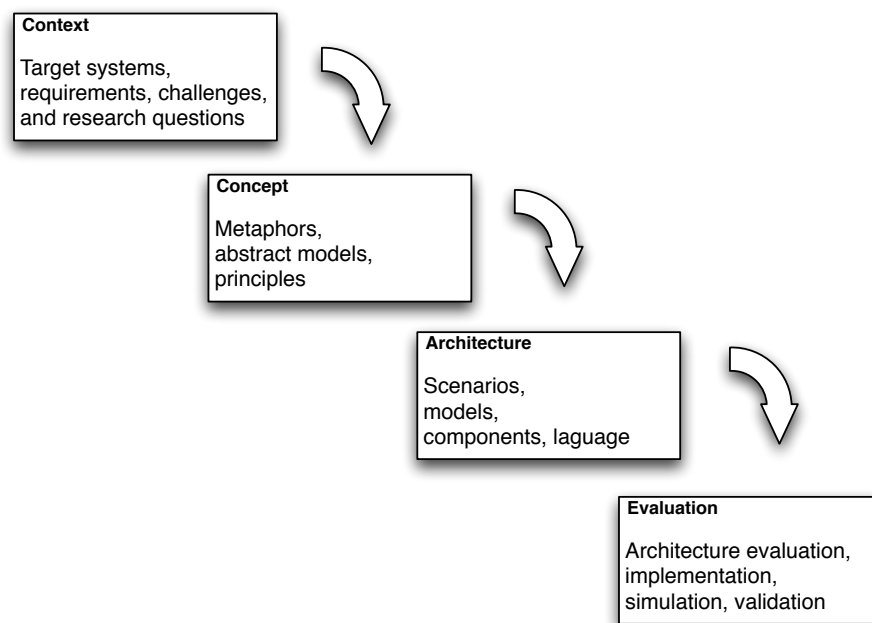 Context
Target systems,
requirements, challenges,
and research questions
Concept
Metaphors,
abstract models,
principles
Architecture
Scenarios,
models,
components, laguage
Evaluation
Architecture evaluation,
implementation,
simulation, validation